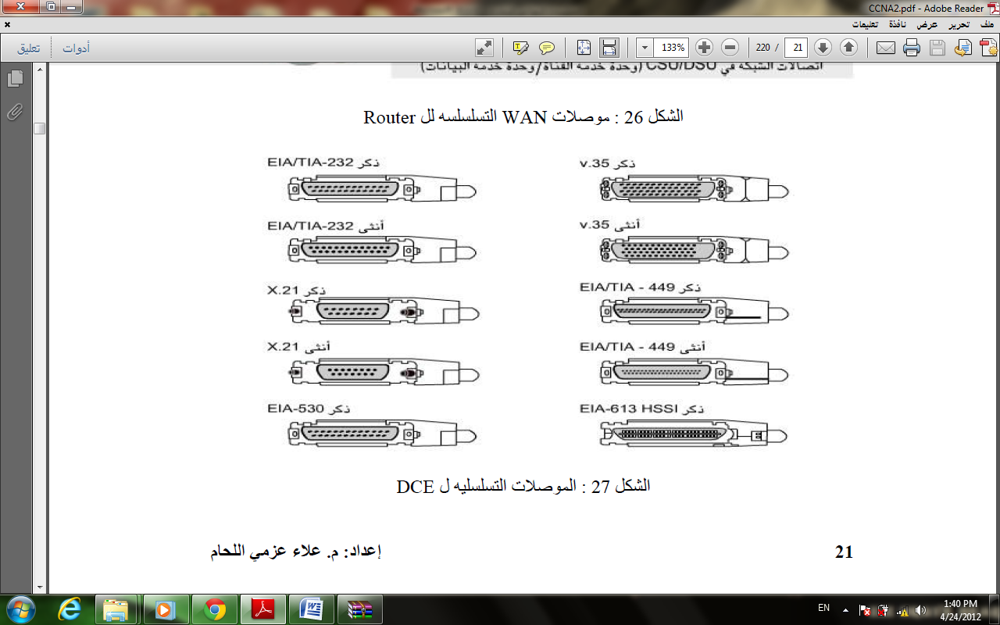 CCNA2.pdf - Adobe Reader
ملف تحرير عرض نافذة تعليمات
21 / 220 133%
أدوات تعليق
اتصالات الشبكة في CSU/DSU (وحدة خدمة القناة/وحدة خدمة البيانات)
الشكل 26 : موصلات WAN التسلسلسه لل Router
ذكر EIA/TIA-232
ذكر v.35
أنثى EIA/TIA-232
أنثى v.35
ذكر X.21
ذكر EIA/TIA - 449
أنثى X.21
أنثى EIA/TIA - 449
ذكر EIA-530
ذكر EIA-613 HSSI
الشكل 27 : الموصلات التسلسليه ل DCE
إعداد: م. علاء عزمي اللحام
21
EN
1:40 PM
4/24/2012